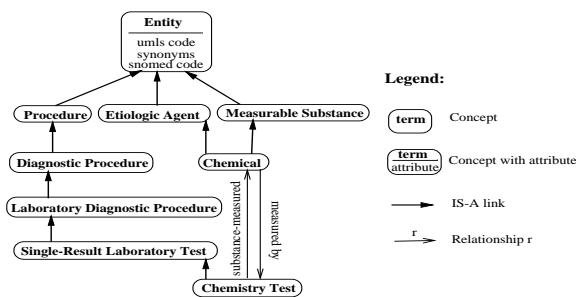 Entity
umls code
synonyms
snomed code
Procedure
Etiologic Agent
Measurable Substance
Diagnostic Procedure
Chemical
Laboratory Diagnostic Procedure
substance-measured
measured by
Single-Result Laboratory Test
Chemistry Test
Legend:
term
Concept
term
attribute
Concept with attribute
IS-A link
r
Relationship r